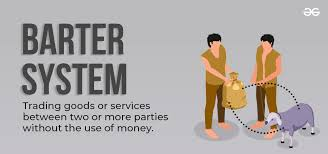 BARTER
SYSTEM
Trading goods or services
between two or more parties
without the use of money.